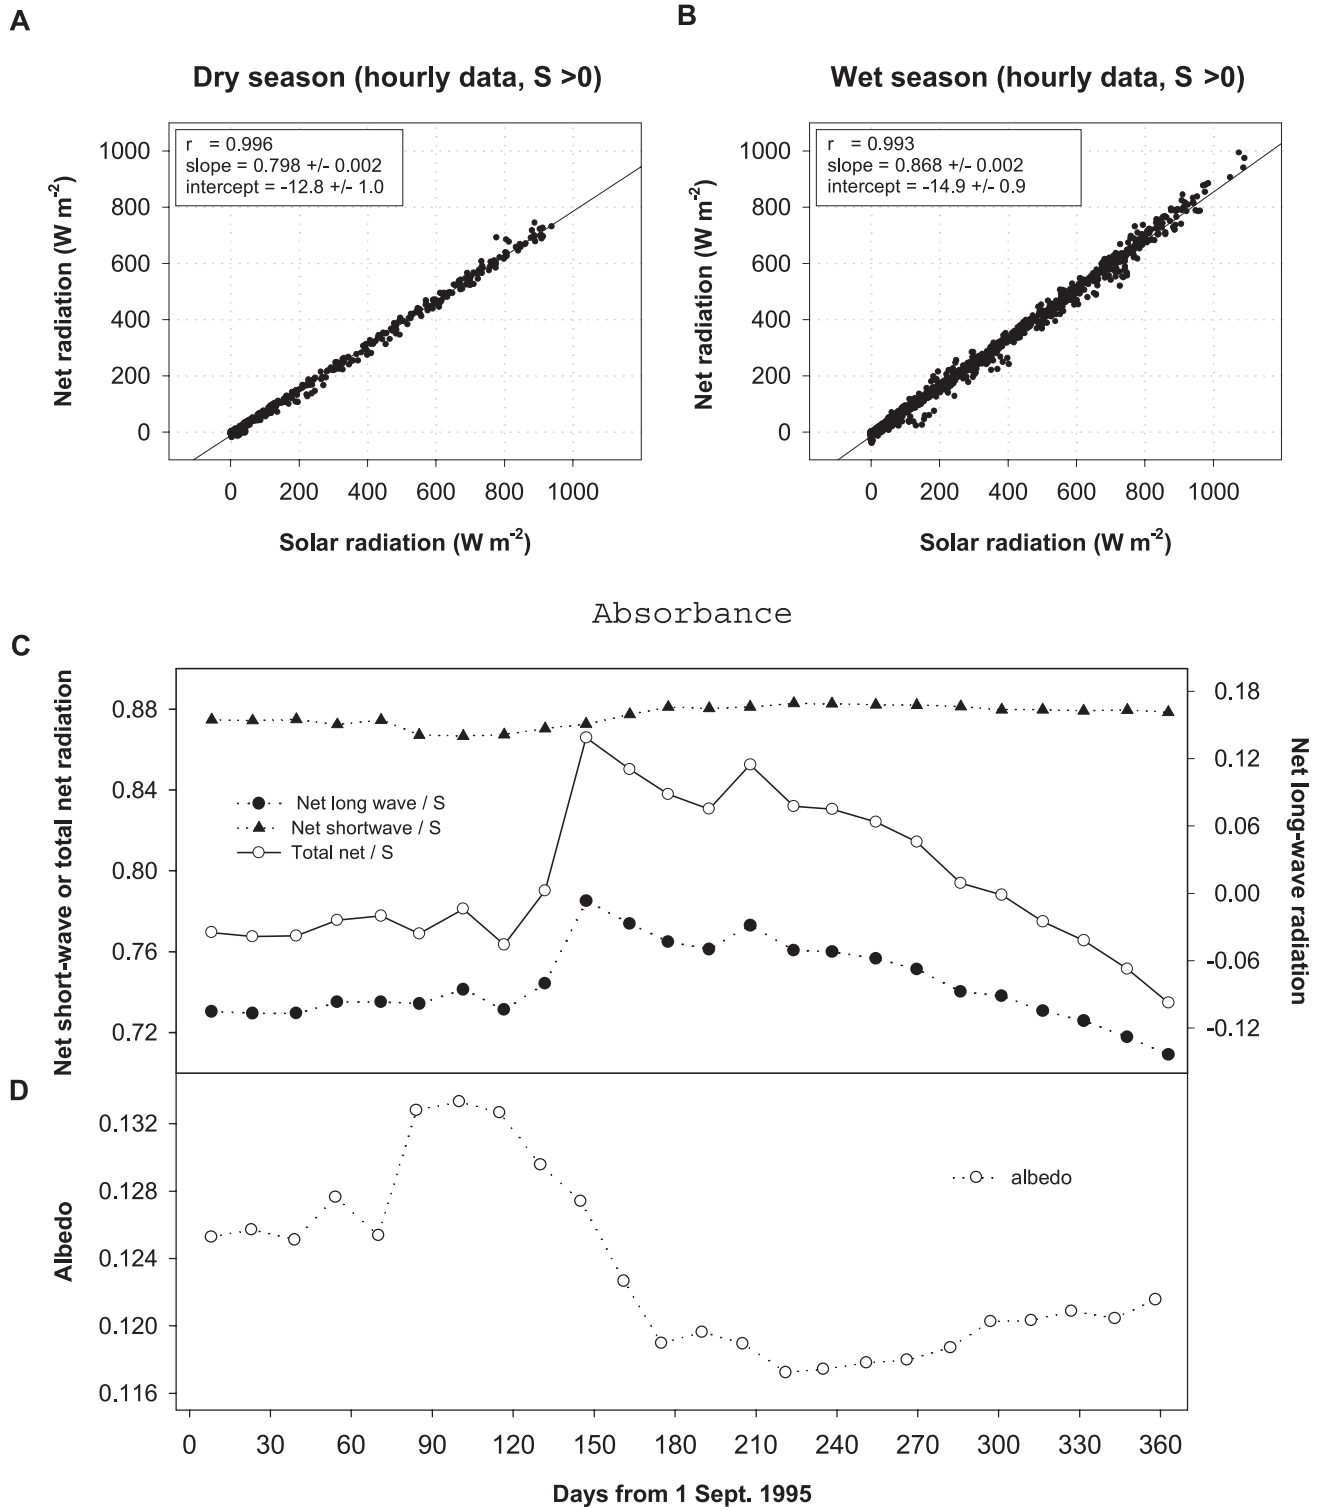 A
B
Dry season (hourly data, S >0)
Wet season (hourly data, S >0)
r = 0.996
slope = 0.798 +/- 0.002
intercept = -12.8 +/- 1.0
r = 0.993
slope = 0.868 +/- 0.002
intercept = -14.9 +/- 0.9
Net radiation (W m-2)
1000
800
600
400
200
0
Net radiation (W m-2)
1000
800
600
400
200
0
0 200 400 600 800 1000
0 200 400 600 800 1000
Solar radiation (W m-2)
Solar radiation (W m-2)
Absorbance
C
Net short-wave or total net radiation
0.88
0.84
0.80
0.76
0.72
Net long wave / S
Net shortwave / S
Total net / S
0.18
0.12
0.06
0.00
-0.06
-0.12
Net long-wave
radiation
D
Albedo
0.132
0.128
0.124
0.120
0.116
albedo
0 30 60 90 120 150 180 210 240 270 300 330 360
Days from 1 Sept. 1995